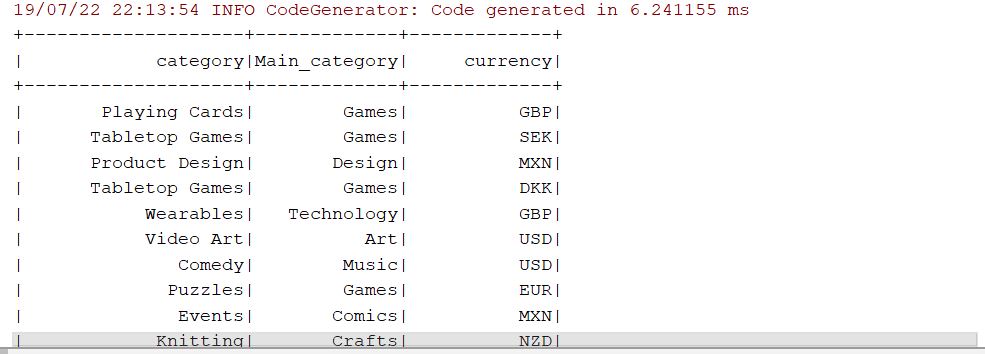 19/07/22 22:13:54 INFO CodeGenerator: Code generated in 6.241155 ms
+---------------------+-------------+-------------+
|             category|Main_category|     currency|
+---------------------+-------------+-------------+
|        Playing Cards|        Games|          GBP|
|       Tabletop Games|        Games|          SEK|
|       Product Design|       Design|          MXN|
|       Tabletop Games|        Games|          DKK|
|            Wearables|   Technology|          GBP|
|            Video Art|          Art|          USD|
|               Comedy|        Music|          USD|
|              Puzzles|        Games|          EUR|
|               Events|       Comics|          MXN|
|             Knitting|       Crafts|          NZD|